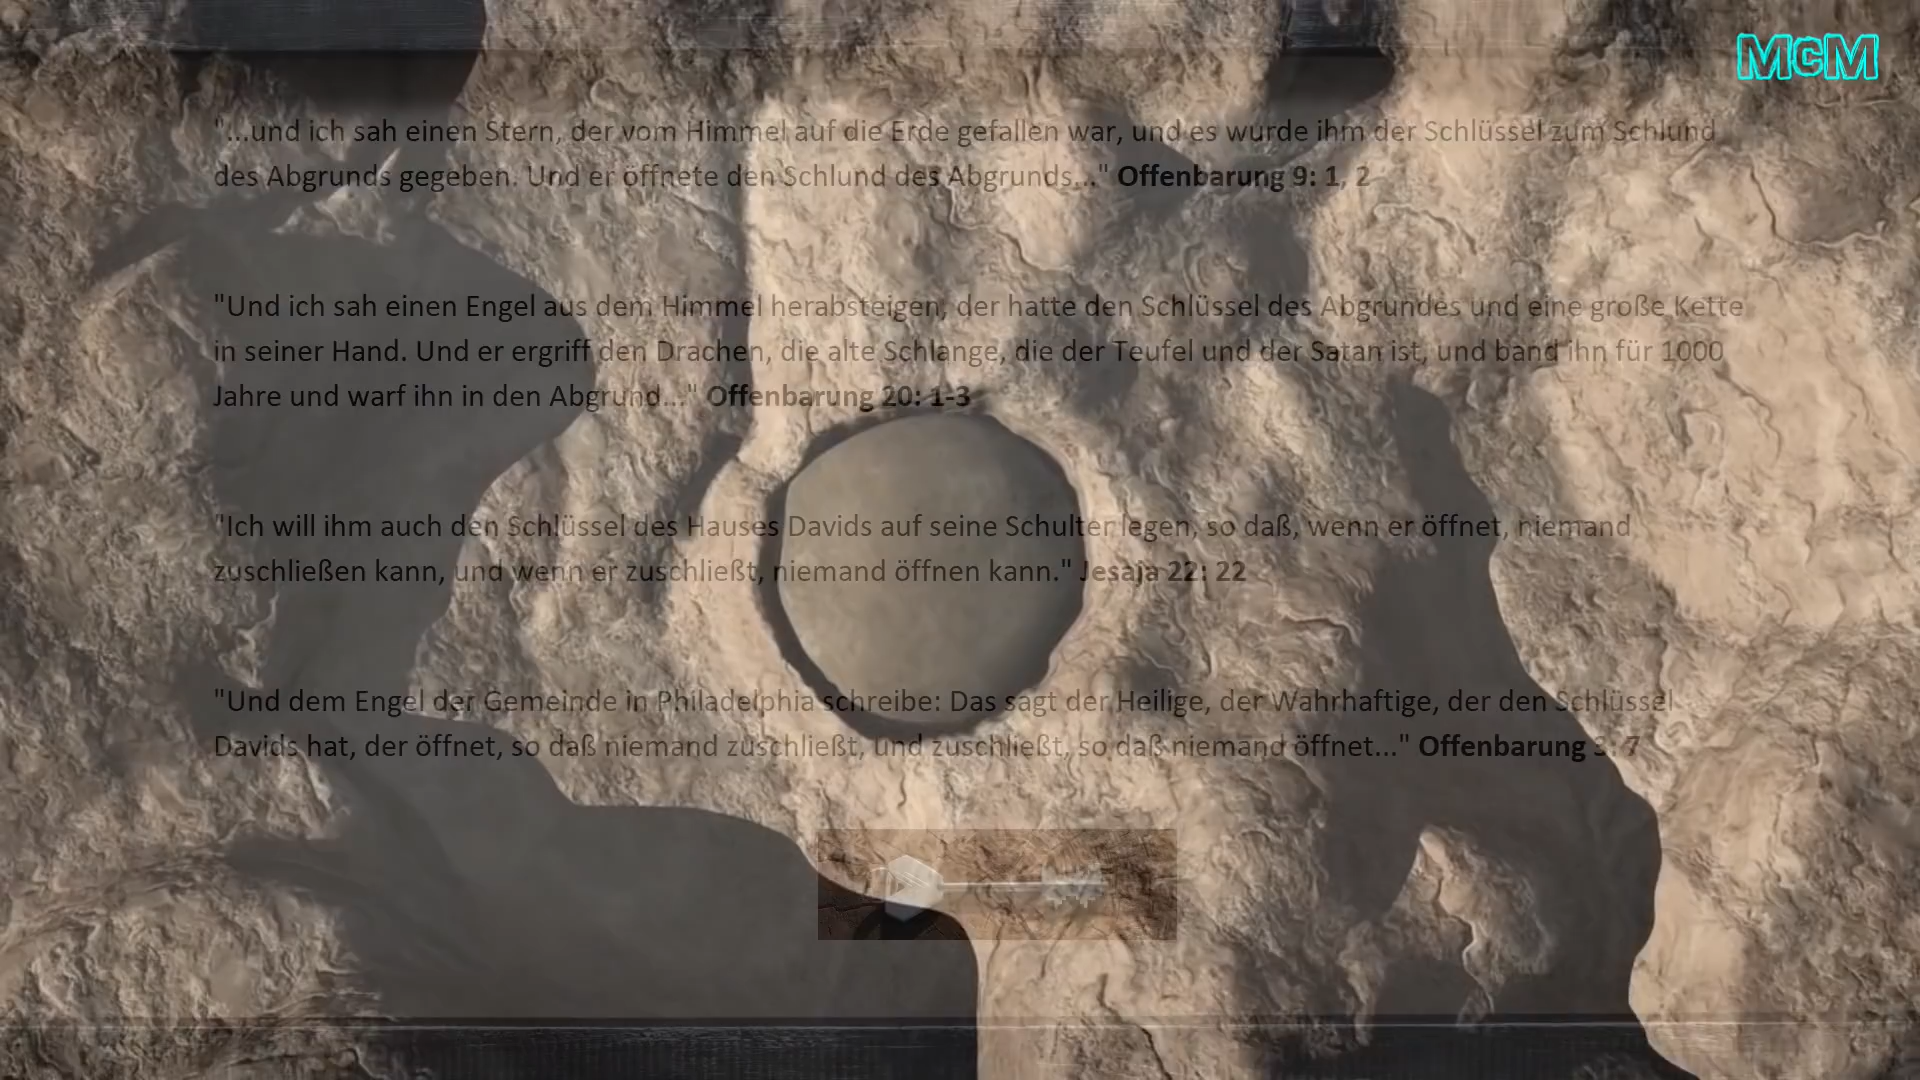 McM
"...und ich sah einen Stern, der vom Himmel auf die Erde gefallen war, und es wurde ihm der Schlüssel zum Schlund
des Abgrunds gegeben. Und er öffnete den Schlund des Abgrunds..." Offenbarung 9: 1, 2
"Und ich sah einen Engel aus dem Himmel herabsteigen, der hatte den Schlüssel des Abgrundes und eine große Kette
in seiner Hand. Und er ergriff den Drachen, die alte Schlange, die der Teufel und der Satan ist, und band ihn für 1000
Jahre und warf ihn in den Abgrund..." Offenbarung 20: 1-3
"Ich will ihm auch den Schlüssel des Hauses Davids auf seine Schulter legen, so daß, wenn er öffnet, niemand
zuschließen kann, und wenn er zuschließt, niemand öffnen kann." Jesaja 22: 22
"Und dem Engel der Gemeinde in Philadelphia schreibe: Das sagt der Heilige, der Wahrhaftige, der den Schlüssel
Davids hat, der öffnet, so daß niemand zuschließt, und zuschließt, so daß niemand öffnet..." Offenbarung 3: 7